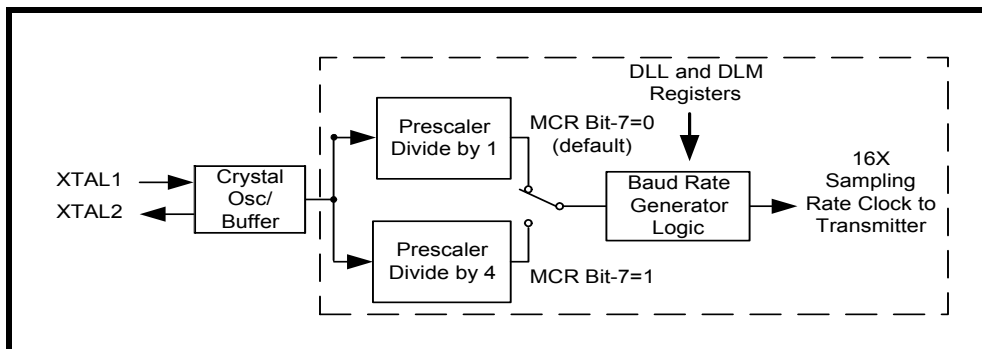 XTAL1
XTAL2
Crystal
Osc/
Buffer
Prescaler
Divide by 1
Prescaler
Divide by 4
MCR Bit-7=0
(default)
MCR Bit-7=1
DLL and DLM
Registers
Baud Rate
Generator
Logic
16X
Sampling
Rate Clock to
Transmitter